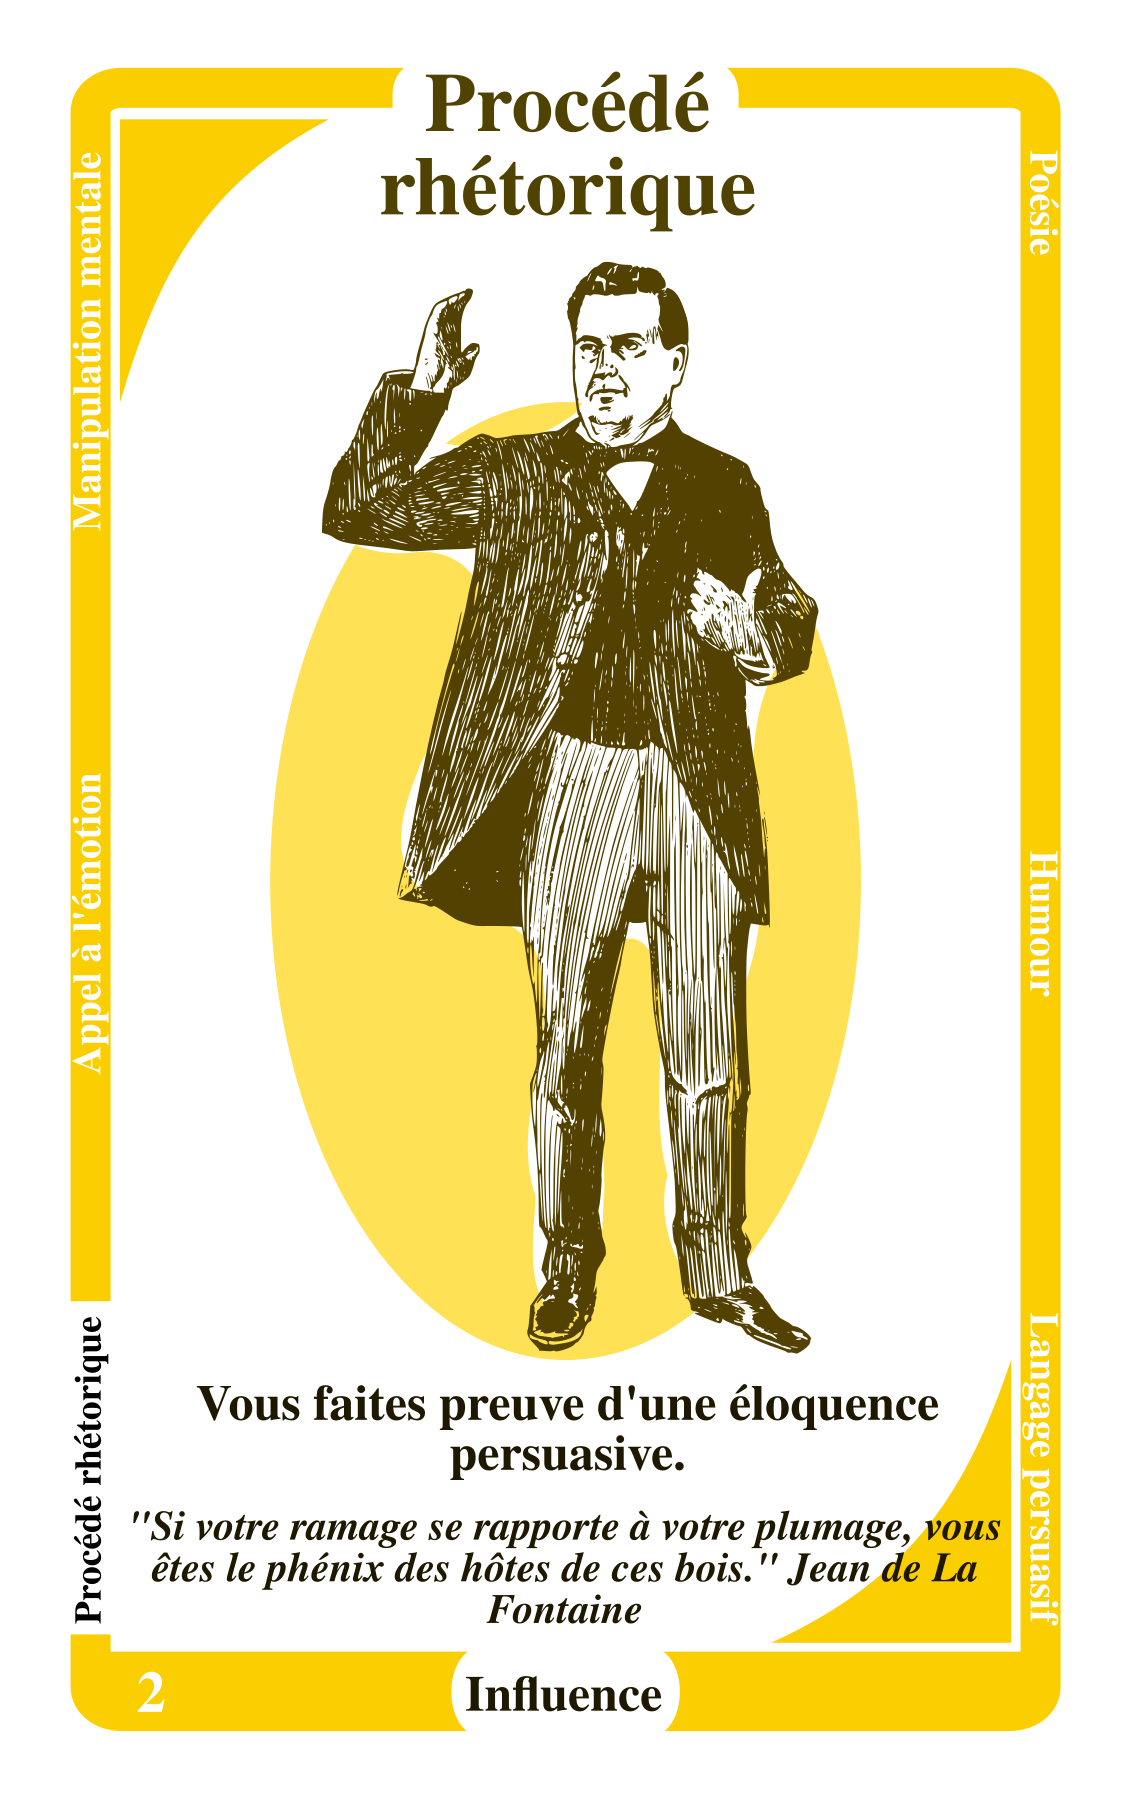 Procédé
rhétorique
Manipulation mentale
Appel à l'émotion
Procédé rhétorique
Poésie
Humour
Langage persuasif
Vous faites preuve d'une éloquence
persuasive.
"Si votre ramage se rapporte à votre plumage, vous
êtes le phénix des hôtes de ces bois." Jean de La
Fontaine
2
Influence